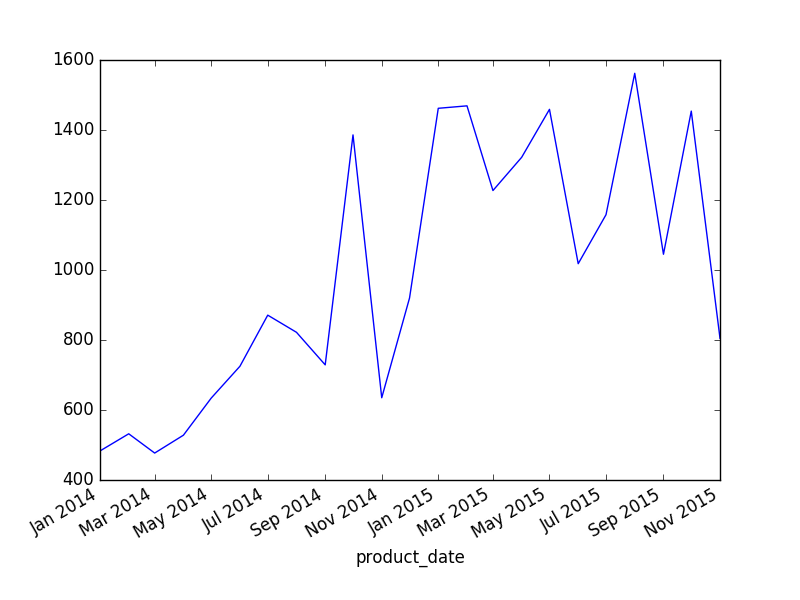 1600
1400
1200
1000
800
600
400
Jan 2014
Mar 2014
May 2014
Jul 2014
Sep 2014
Nov 2014
Jan 2015
Mar 2015
May 2015
Jul 2015
Sep 2015
Nov 2015
product_date